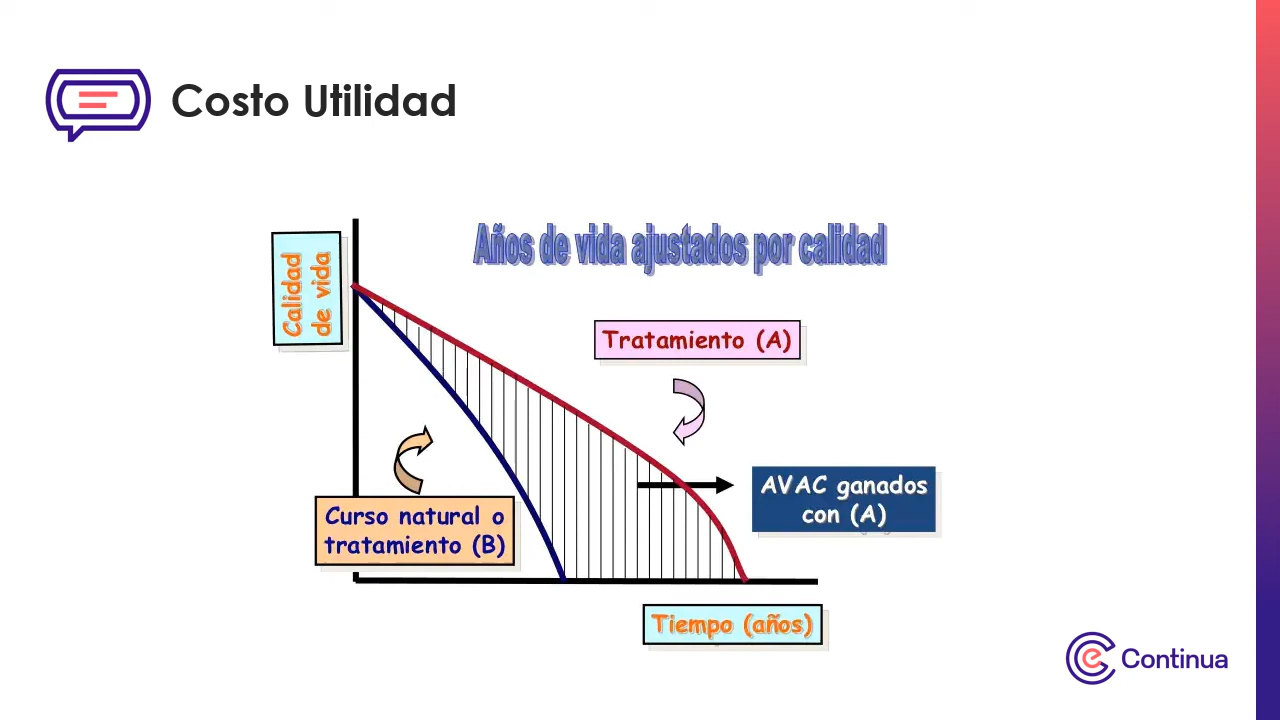 Costo Utilidad
Años de vida ajustados por calidad
Calidad
de vida
Tratamiento (A)
AVAC ganados
con (A)
Curso natural o
tratamiento (B)
Tiempo (años)
e Continua